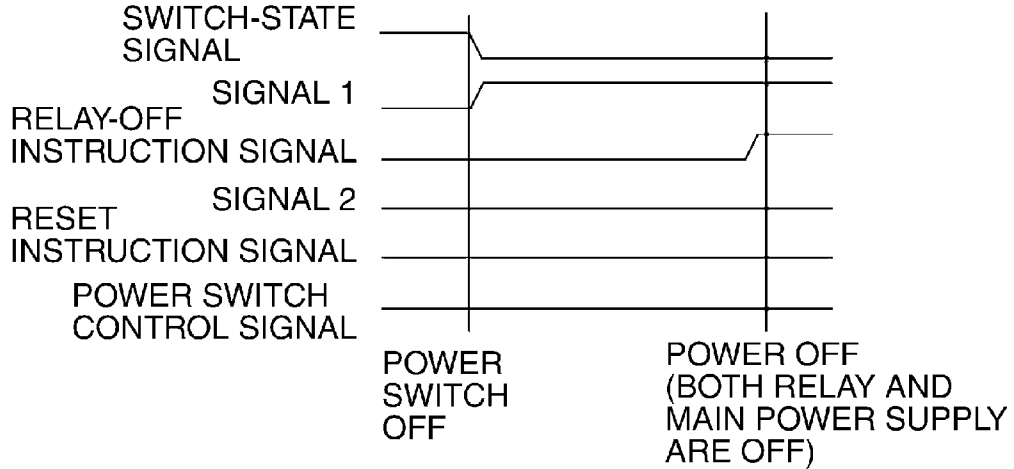 SWITCH-STATE
SIGNAL
SIGNAL 1
RELAY-OFF
INSTRUCTION SIGNAL
SIGNAL 2
RESET
INSTRUCTION SIGNAL
POWER SWITCH
CONTROL SIGNAL
POWER
SWITCH
OFF
POWER OFF
(BOTH RELAY AND
MAIN POWER SUPPLY
ARE OFF)